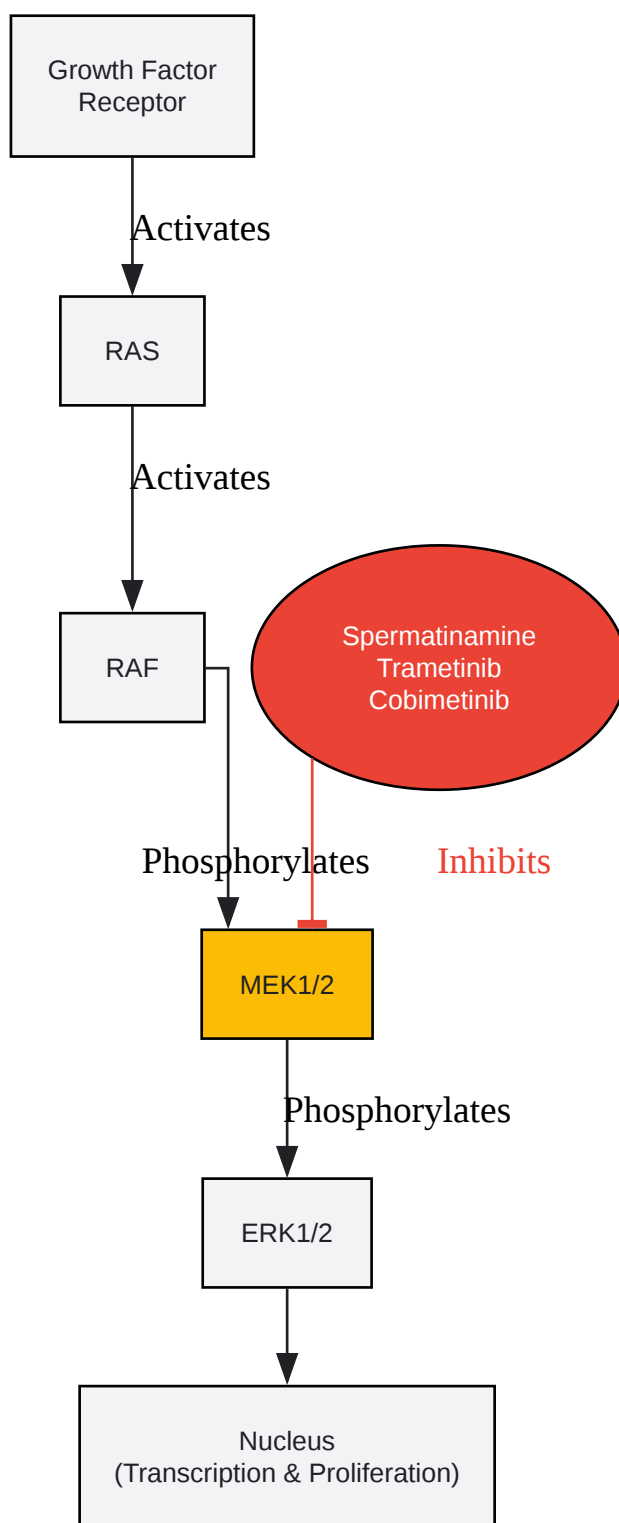 Growth Factor
Receptor
Activates
RAS
Activates
RAF
Spermatinamine
Trametinib
Cobimetinib
Phosphorylates
Inhibits
MEK1/2
Phosphorylates
ERK1/2
Nucleus
(Transcription & Proliferation)